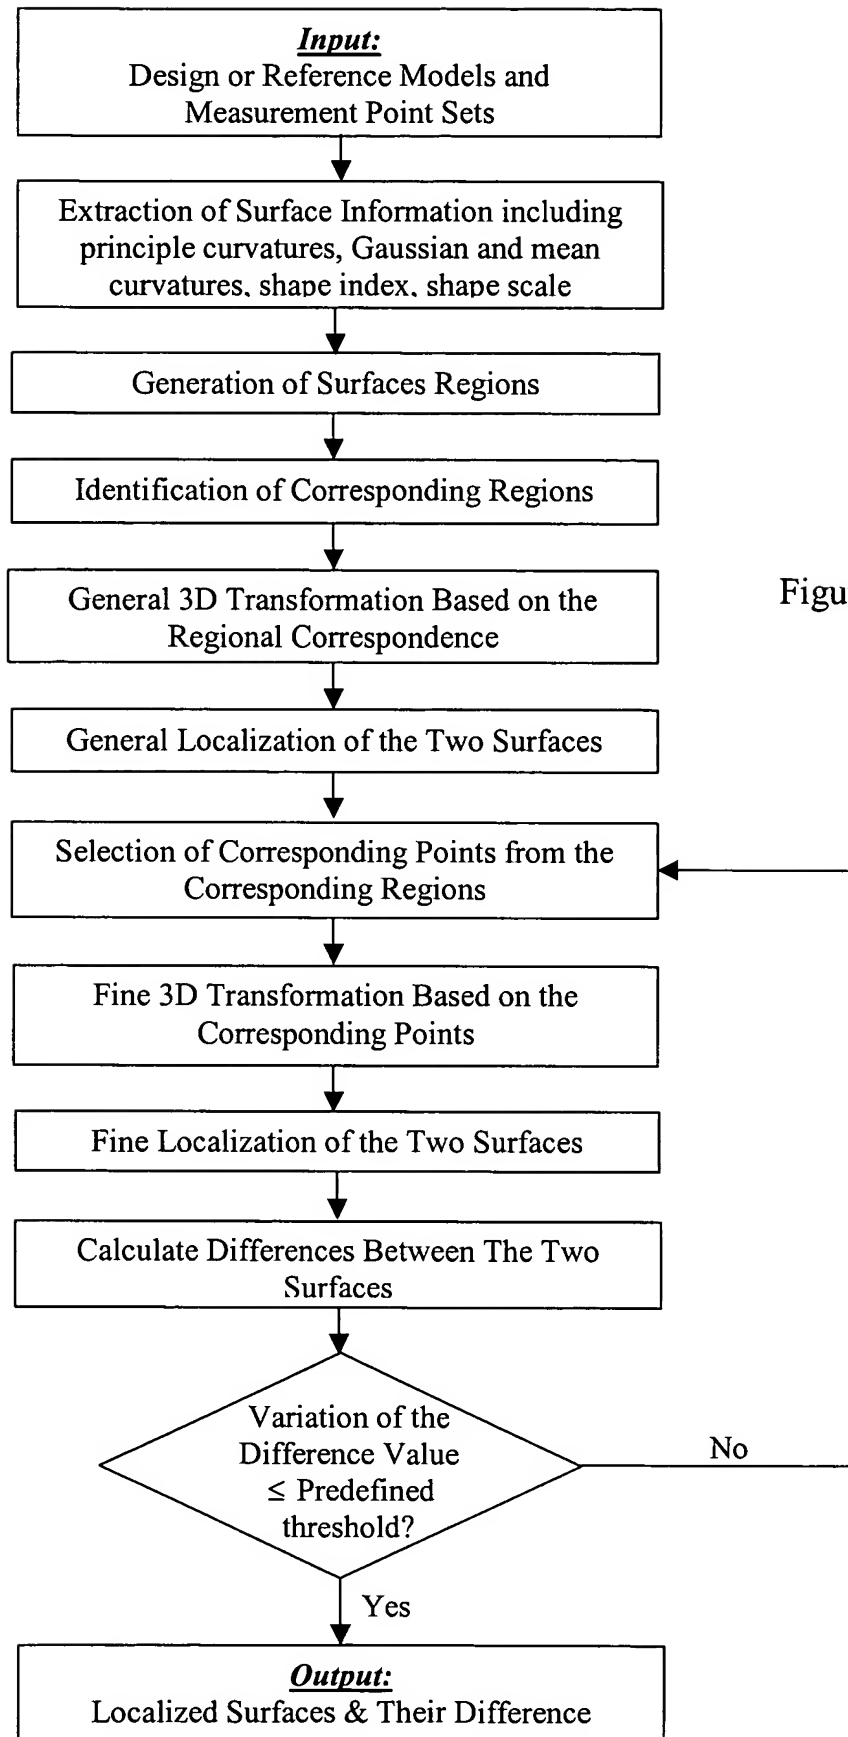 Input:
Design or Reference Models and
Measurement Point Sets
Extraction of Surface Information including
principle curvatures, Gaussian and mean
curvatures, shape index, shape scale
Generation of Surfaces Regions
Identification of Corresponding Regions
General 3D Transformation Based on the
Regional Correspondence
Figu
General Localization of the Two Surfaces
Selection of Corresponding Points from the
Corresponding Regions
Fine 3D Transformation Based on the
Corresponding Points
Fine Localization of the Two Surfaces
Calculate Differences Between The Two
Surfaces
Variation of the
Difference Value
≤ Predefined
threshold?
No
Yes
Output:
Localized Surfaces & Their Difference